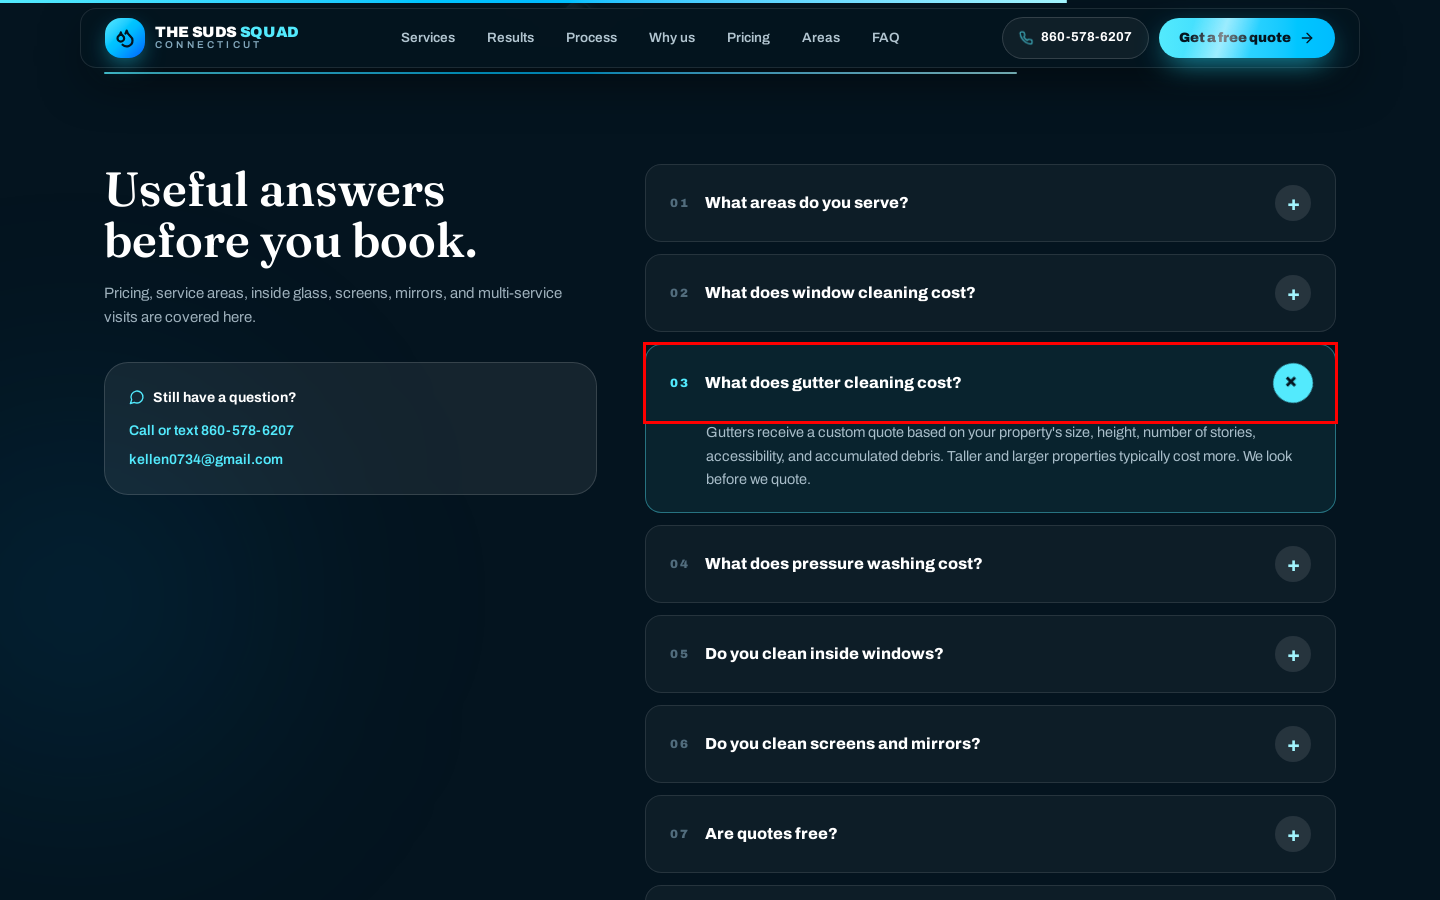 THE SUDS SQUAD
CONNECTICUT
Services
Results
Process
Why us
Pricing
Areas
FAQ
860-578-6207
Get a free quote
Useful answers
before you book.
Pricing, service areas, inside glass, screens, mirrors, and multi-service
visits are covered here.
Still have a question?
Call or text 860-578-6207
kellen0734@gmail.com
01 What areas do you serve?
02 What does window cleaning cost?
03 What does gutter cleaning cost?
Gutters receive a custom quote based on your property's size, height, number of stories,
accessibility, and accumulated debris. Taller and larger properties typically cost more. We look
before we quote.
04 What does pressure washing cost?
05 Do you clean inside windows?
06 Do you clean screens and mirrors?
07 Are quotes free?